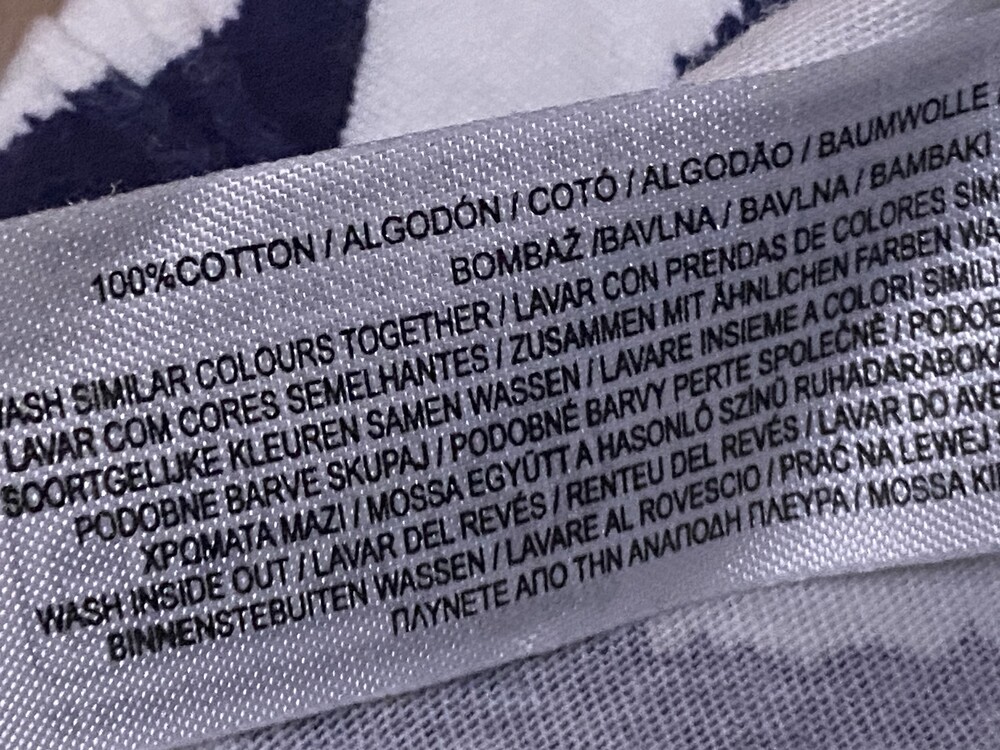 100%COTTON / ALGODÓN / COTÓ / ALGODÃO / BAUMWOLLE /
BOMBAŽ /BAVLNA / BAVLNA / BAMBAKI
WASH SIMILAR COLOURS TOGETHER / LAVAR CON PRENDAS DE COLORES
LAVAR COM CORES SEMELHANTES / ZUSAMMEN MIT ÄHNLICHEN FARBEN
SOORTGELIJKE KLEUREN SAMEN WASSEN / LAVARE INSIEME A COLORI SIMILI
PODOBNE BARVE SKUPAJ / PODOBNÉ BARVY PERTE SPOLEČNĚ /
ΧΡΩΜΑΤΑ ΜΑΖΙ / MOSSA EGYÜTT A HASONLÓ SZÍNŰ RUHADARABOK
WASH INSIDE OUT / LAVAR DEL REVÉS / RENTEU DEL REVÉS / LAVAR DO
BINNENSTEBUITEN WASSEN / LAVARE AL ROVESCIO / PRAĆ NA LEWEJ
ΠΛΥΝΕΤΕ ΑΠΟ ΤΗΝ ΑΝΑΠΟΔΗ ΠΛΕΥΡΑ / MOSSA